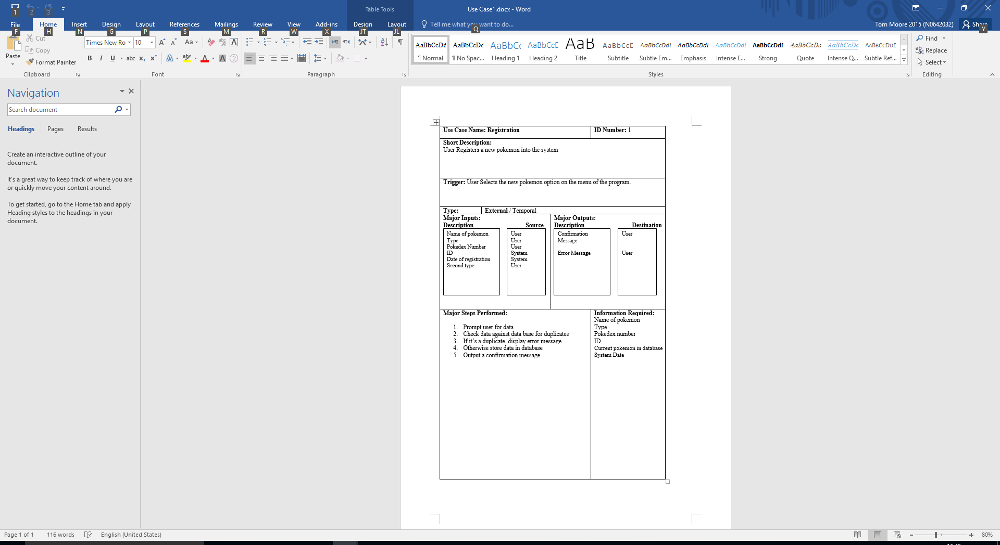 1 2 3
Table Tools
Use Case1.docx - Word
File Home Insert Design Layout References Mailings Review View Add-ins Design Layout Tell me what you want to do... Tom Moore 2015 (N0642032) Share
F H N G P S M R W X JT JL Q Y
Paste
Cut
Copy
Format Painter
Clipboard
Times New Ro 10 Aa
B I U abc x₂ x²
Font
Paragraph
AaBbCcDc AaBbCcDc AaBbCc AaBbCcD AaB AaBbCcD AaBbCcDd AaBbCcDd AaBbCcDd AaBbCcDd AaBbCcDc AaBbCcDc AABBCCDDE
¶ Normal ¶ No Spac... Heading 1 Heading 2 Title Subtitle Subtle Em... Emphasis Intense E... Strong Quote Intense Q... Subtle Ref...
Styles
Find
Replace
Select
Editing
Navigation
Search document
Headings Pages Results
Create an interactive outline of your
document.
It's a great way to keep track of where you are
or quickly move your content around.
To get started, go to the Home tab and apply
Heading styles to the headings in your
document.
Use Case Name: Registration ID Number: 1
Short Description:
User Registers a new pokemon into the system
Trigger: User Selects the new pokemon option on the menu of the program.
Type: External / Temporal
Major Inputs: Major Outputs:
Description Source Description Destination
Name of pokemon User Confirmation User
Type User Message
Pokedex Number User
ID System Error Message User
Date of registration System
Second type User
Major Steps Performed: Information Required:
Name of pokemon
1. Prompt user for data Type
2. Check data against data base for duplicates Pokedex number
3. If it's a duplicate, display error message ID
4. Otherwise store data in database Current pokemon in database
5. Output a confirmation message System Date
Page 1 of 1 116 words English (United States) 80%